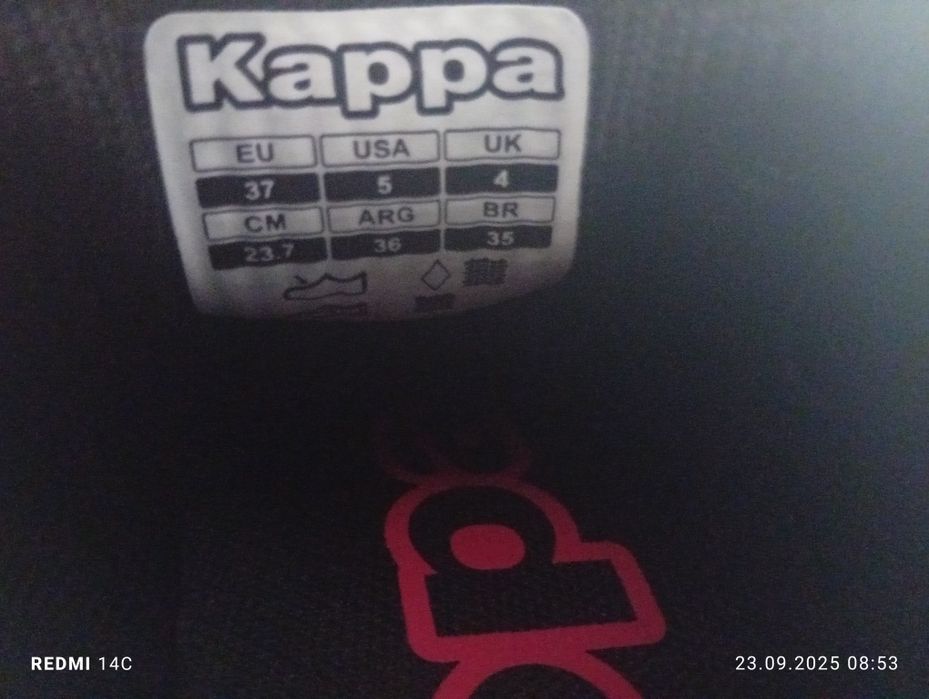 Kappa
EU USA UK
37 5 4
CM ARG BR
23.7 36 35
REDMI 14C
23.09.2025 08:53